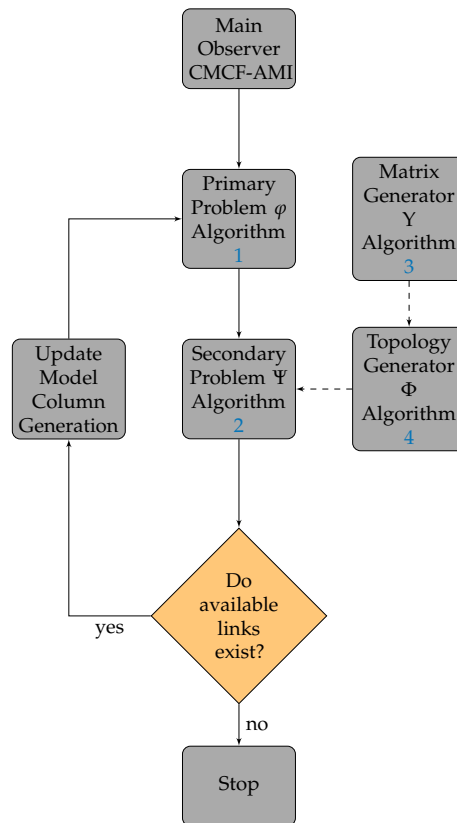 Main
Observer
CMCF-AMI
Primary
Problem φ
Algorithm
1
Matrix
Generator
Υ
Algorithm
3
Update
Model
Column
Generation
Secondary
Problem Ψ
Algorithm
2
Topology
Generator
Φ
Algorithm
4
Do
available
links
exist?
yes
no
Stop